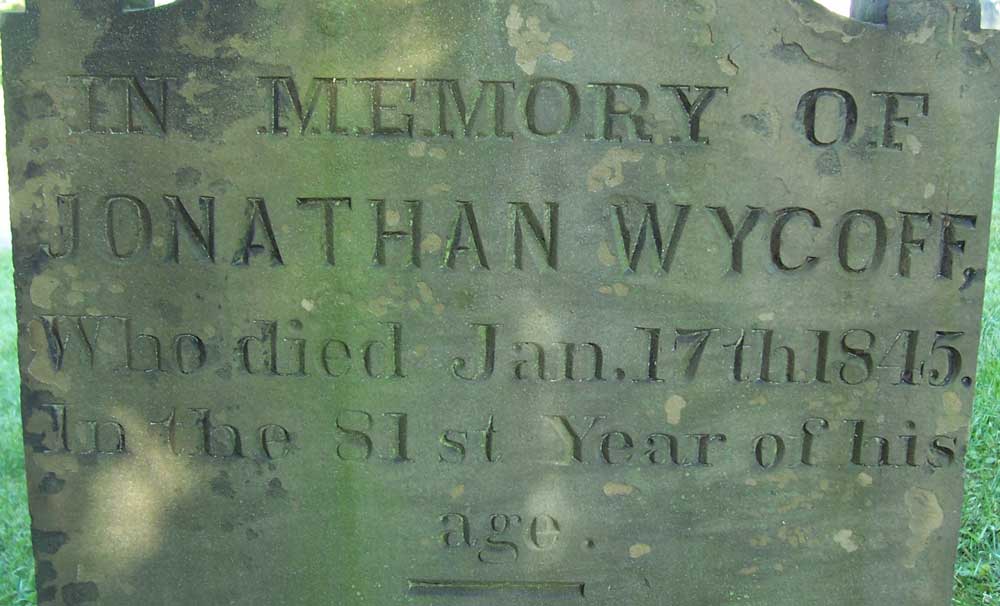 IN MEMORY OF
JONATHAN WYCOFF,
Who died Jan. 17th 1845.
In the 81st Year of his
age.